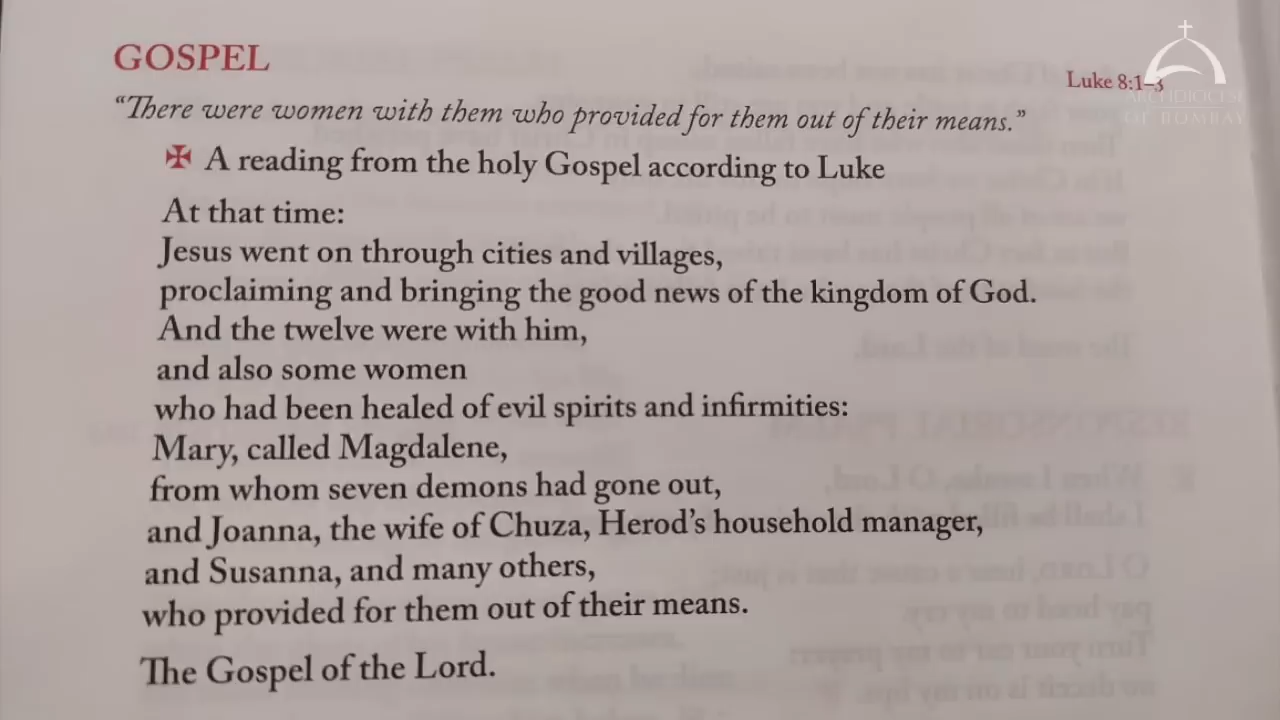 GOSPEL
Luke 8:1–3
ARCHDIOCESE
OF BOMBAY
“There were women with them who provided for them out of their means.”
✠ A reading from the holy Gospel according to Luke
At that time:
Jesus went on through cities and villages,
proclaiming and bringing the good news of the kingdom of God.
And the twelve were with him,
and also some women
who had been healed of evil spirits and infirmities:
Mary, called Magdalene,
from whom seven demons had gone out,
and Joanna, the wife of Chuza, Herod’s household manager,
and Susanna, and many others,
who provided for them out of their means.
The Gospel of the Lord.